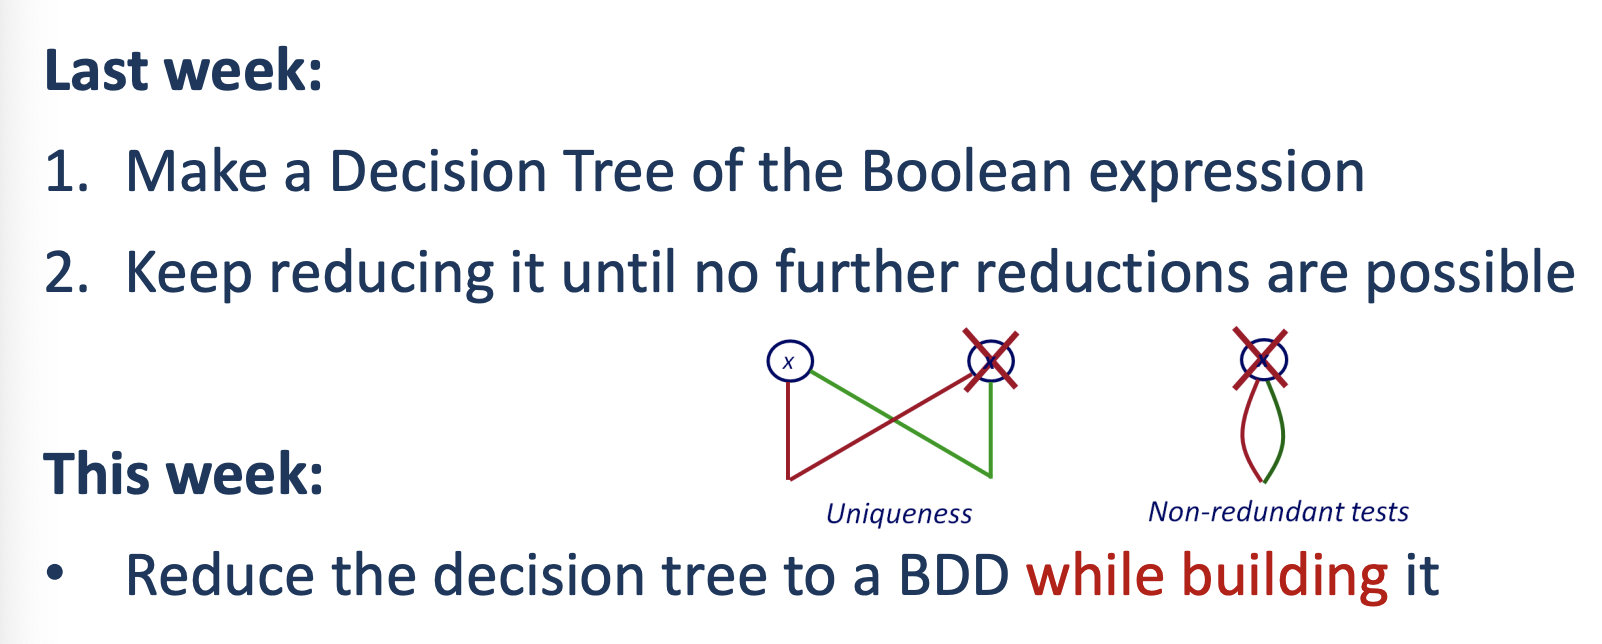 Last week:
1. Make a Decision Tree of the Boolean expression
2. Keep reducing it until no further reductions are possible
x
x
x
Uniqueness
Non-redundant tests
This week:
• Reduce the decision tree to a BDD while building it